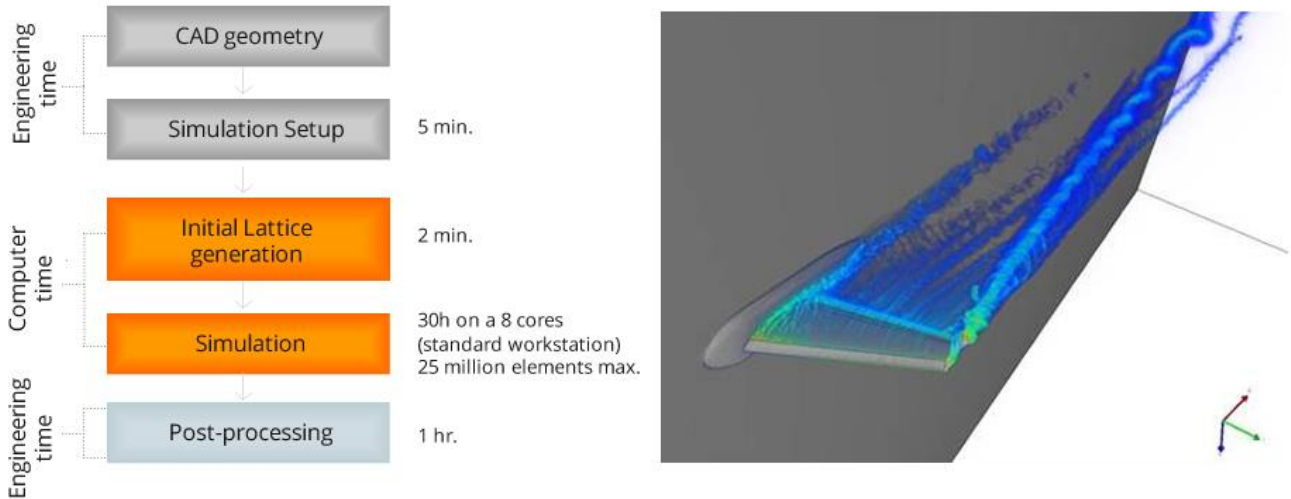 Engineering
time
CAD geometry
Simulation Setup
5 min.
Computer
time
Initial Lattice
generation
2 min.
Simulation
30h on a 8 cores
(standard workstation)
25 million elements max.
Engineering
time
Post-processing
1 hr.